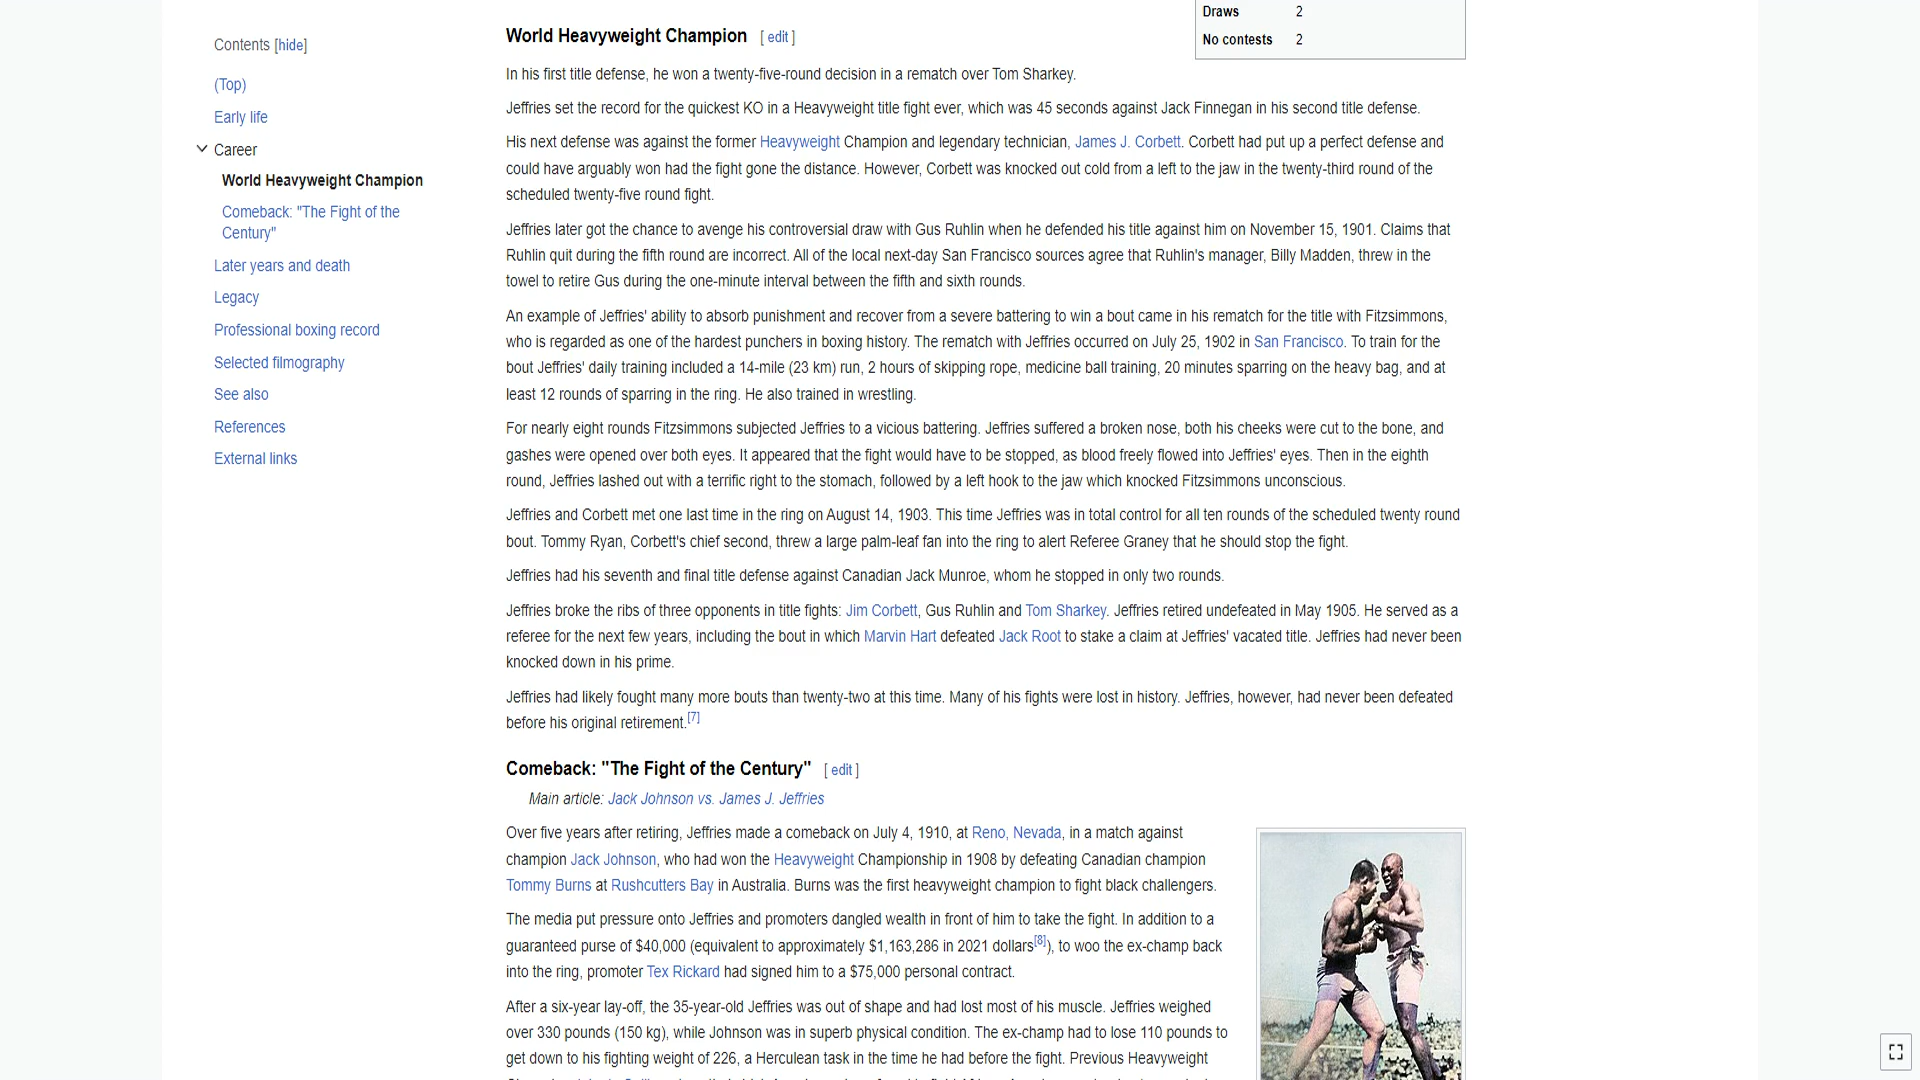 Draws 2
No contests 2
Contents [hide]
(Top)
Early life
Career
World Heavyweight Champion
Comeback: "The Fight of the
Century"
Later years and death
Legacy
Professional boxing record
Selected filmography
See also
References
External links
World Heavyweight Champion [ edit ]
In his first title defense, he won a twenty-five-round decision in a rematch over Tom Sharkey.
Jeffries set the record for the quickest KO in a Heavyweight title fight ever, which was 45 seconds against Jack Finnegan in his second title defense.
His next defense was against the former Heavyweight Champion and legendary technician, James J. Corbett. Corbett had put up a perfect defense and
could have arguably won had the fight gone the distance. However, Corbett was knocked out cold from a left to the jaw in the twenty-third round of the
scheduled twenty-five round fight.
Jeffries later got the chance to avenge his controversial draw with Gus Ruhlin when he defended his title against him on November 15, 1901. Claims that
Ruhlin quit during the fifth round are incorrect. All of the local next-day San Francisco sources agree that Ruhlin's manager, Billy Madden, threw in the
towel to retire Gus during the one-minute interval between the fifth and sixth rounds.
An example of Jeffries' ability to absorb punishment and recover from a severe battering to win a bout came in his rematch for the title with Fitzsimmons,
who is regarded as one of the hardest punchers in boxing history. The rematch with Jeffries occurred on July 25, 1902 in San Francisco. To train for the
bout Jeffries' daily training included a 14-mile (23 km) run, 2 hours of skipping rope, medicine ball training, 20 minutes sparring on the heavy bag, and at
least 12 rounds of sparring in the ring. He also trained in wrestling.
For nearly eight rounds Fitzsimmons subjected Jeffries to a vicious battering. Jeffries suffered a broken nose, both his cheeks were cut to the bone, and
gashes were opened over both eyes. It appeared that the fight would have to be stopped, as blood freely flowed into Jeffries' eyes. Then in the eighth
round, Jeffries lashed out with a terrific right to the stomach, followed by a left hook to the jaw which knocked Fitzsimmons unconscious.
Jeffries and Corbett met one last time in the ring on August 14, 1903. This time Jeffries was in total control for all ten rounds of the scheduled twenty round
bout. Tommy Ryan, Corbett's chief second, threw a large palm-leaf fan into the ring to alert Referee Graney that he should stop the fight.
Jeffries had his seventh and final title defense against Canadian Jack Munroe, whom he stopped in only two rounds.
Jeffries broke the ribs of three opponents in title fights: Jim Corbett, Gus Ruhlin and Tom Sharkey. Jeffries retired undefeated in May 1905. He served as a
referee for the next few years, including the bout in which Marvin Hart defeated Jack Root to stake a claim at Jeffries' vacated title. Jeffries had never been
knocked down in his prime.
Jeffries had likely fought many more bouts than twenty-two at this time. Many of his fights were lost in history. Jeffries, however, had never been defeated
before his original retirement.[7]
Comeback: "The Fight of the Century" [ edit ]
Main article: Jack Johnson vs. James J. Jeffries
Over five years after retiring, Jeffries made a comeback on July 4, 1910, at Reno, Nevada, in a match against
champion Jack Johnson, who had won the Heavyweight Championship in 1908 by defeating Canadian champion
Tommy Burns at Rushcutters Bay in Australia. Burns was the first heavyweight champion to fight black challengers.
The media put pressure onto Jeffries and promoters dangled wealth in front of him to take the fight. In addition to a
guaranteed purse of $40,000 (equivalent to approximately $1,163,286 in 2021 dollars[8]), to woo the ex-champ back
into the ring, promoter Tex Rickard had signed him to a $75,000 personal contract.
After a six-year lay-off, the 35-year-old Jeffries was out of shape and had lost most of his muscle. Jeffries weighed
over 330 pounds (150 kg), while Johnson was in superb physical condition. The ex-champ had to lose 110 pounds to
get down to his fighting weight of 226, a Herculean task in the time he had before the fight. Previous Heavyweight